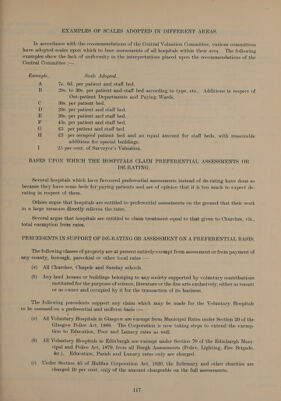 EXAMPLES OF SCALES ADOPTED IN DIFFERENT AREAS.
In accordance with the recommendations of the Central Valuation Committee, various committees
have adopted scales upon which to base assessments of all hospitals within their area. The following
examples show the lack of uniformity in the interpretations placed upon the recommendations of the
Central Committee :—
Example. Scale Adopted.
A 7s. 6d. per patient and staff bed.
B 20s. to 30s. per patient and staff bed according to type, etc. Additions in respect of
Out-patient Departments and Paying Wards.
C 30s. per patient bed.
D 20s. per patient and staff bed.
E 30s. per patient and staff bed.
F 45s. per patient and staff bed.
G £3 per patient and staff bed.
H £3 per occupied patient bed and an equal amount for staff beds, with reasonable
additions for special buildings.
I 25 per cent. of Surveyor's Valuation.
BASES UPON WHICH THE HOSPITALS CLAIM PREFERENTIAL ASSESSMENTS OR
DE-RATING.
Several hospitals which have favoured preferential assessments instead of de-rating have done so
because they have some beds for paying patients and are of opinion that it is too much to expect de-
rating in respect of them.
Others argue that hospitals are entitled to preferential assessments on the ground that their work
in a large measure directly relieves the rates.
Several argue that hospitals are entitled to claim treatment equal to that given to Churches, viz.,
total exemption from rates.
PRECEDENTS IN SUPPORT OF DE-RATING OR ASSESSMENT ON A PREFERENTIAL BASIS.
The following classes of property are at present entirely exempt from assessment or from payment of
any county, borough, parochial or other local rates :—
(a) All Churches, Chapels and Sunday schools.
(b) Any land, houses or buildings belonging to any society supported by voluntary contributions
instituted for the purposes of science, literature or the fine arts exclusively, either as tenant
or as owner and occupied by it for the transaction of its business.
The following precedents support any claim which may be made for the Voluntary Hospitals
to be assessed on a preferential and uniform basis :—
(a) All Voluntary Hospitals in Glasgow are exempt from Municipal Rates under Section 20 of the
Glasgow Police Act, 1866. The Corporation is now taking steps to extend the exemp-
tion to Education, Poor and Lunacy rates as well.
(b) All Voluntary Hospitals in Edinburgh are exempt under Section 70 of the Edinburgh Muni-
cipal and Police Act, 1879, from all Burgh Assessments (Police, Lighting, Fire Brigade,
&c.). Education, Parish and Lunacy rates only are charged.
(c) Under Section 45 of Halifax Corporation Act, 1920, the Infirmary and other charities are
charged 10 per cent. only of the amount chargeable on the full assessments.
117.